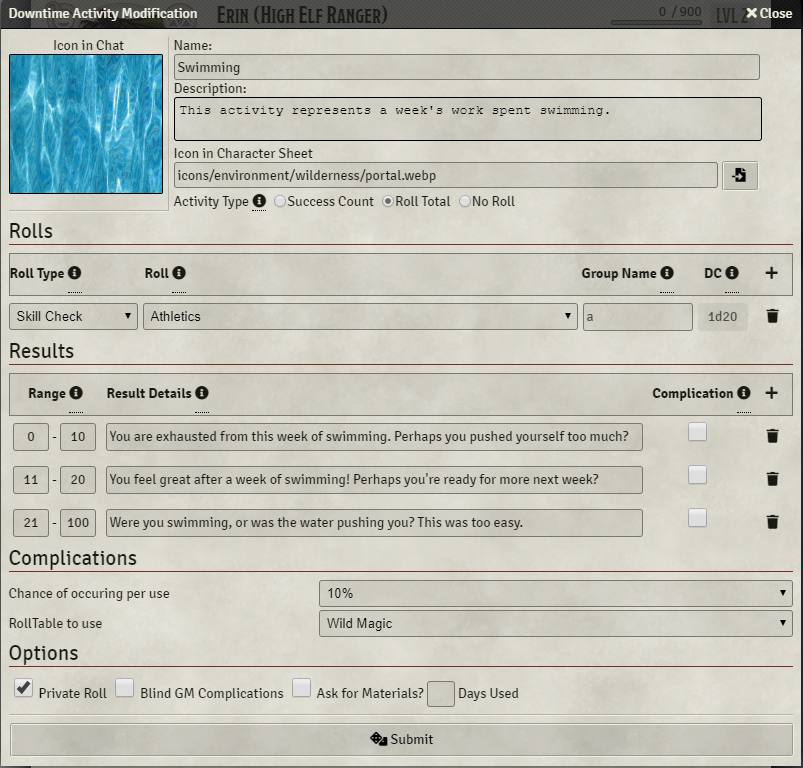 Downtime Activity Modification Erin (High Elf Ranger) 0 / 900 LVL 2 Close
Icon in Chat
Name:
Swimming
Description:
This activity represents a week's work spent swimming.
Icon in Character Sheet
icons/environment/wilderness/portal.webp
Activity Type Success Count Roll Total No Roll
Rolls
Roll Type Roll Group Name DC +
Skill Check Athletics a 1d20
Results
Range Result Details Complication +
0 - 10 You are exhausted from this week of swimming. Perhaps you pushed yourself too much?
11 - 20 You feel great after a week of swimming! Perhaps you're ready for more next week?
21 - 100 Were you swimming, or was the water pushing you? This was too easy.
Complications
Chance of occuring per use 10%
RollTable to use Wild Magic
Options
Private Roll Blind GM Complications Ask for Materials? Days Used
Submit